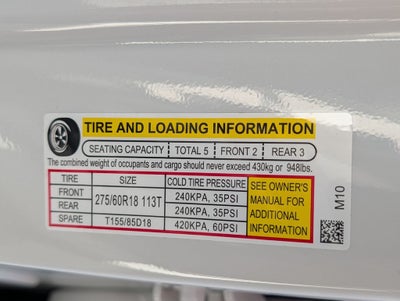 TIRE AND LOADING INFORMATION
SEATING CAPACITY TOTAL 5 FRONT 2 REAR 3
The combined weight of occupants and cargo should never exceed 430kg or 948lbs.
TIRE SIZE COLD TIRE PRESSURE
FRONT 275/60R18 113T 240KPA, 35PSI
REAR 240KPA, 35PSI
SPARE T155/85D18 420KPA, 60PSI
SEE OWNER'S
MANUAL FOR
ADDITIONAL
INFORMATION
M10